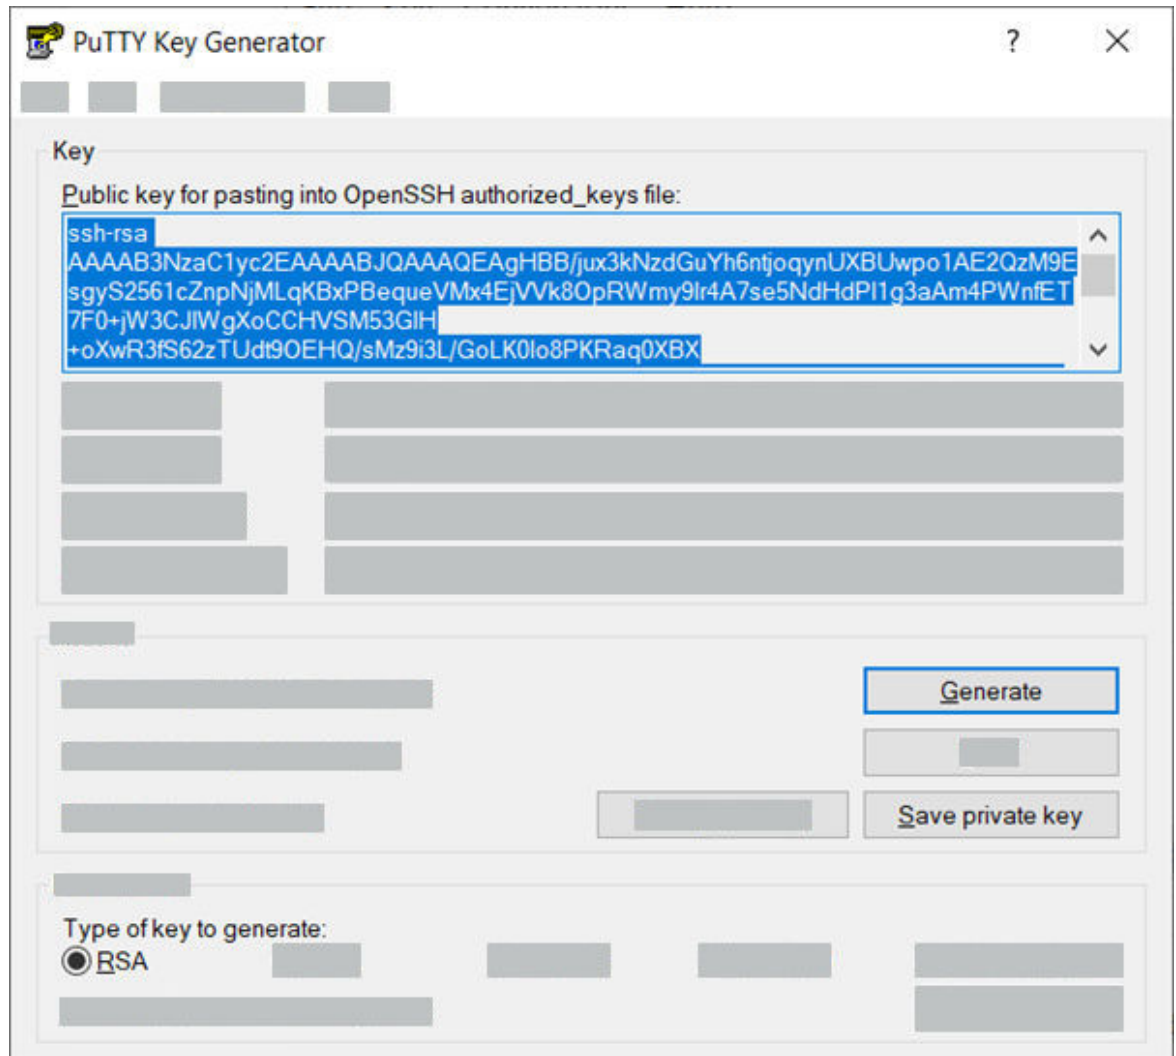 PuTTY Key Generator
Key
Public key for pasting into OpenSSH authorized_keys file:
ssh-rsa
AAAAB3NzaC1yc2EAAAABJQAAAQEAgHBB/jux3kNzdGuYh6ntjoqynUXBUwpo1AE2QzM9E
sgyS2561cZnpNjMLqKBxPBequeVMx4EjVVk8OpRWmy9lr4A7se5NdHdPl1g3aAm4PWnfET
7F0+jW3CJlWgXoCCHVSM53GlH
+oXwR3fS62zTUdt9OEHQ/sMz9i3L/GoLK0lo8PKRaq0XBX
Generate
Save private key
Type of key to generate:
RSA